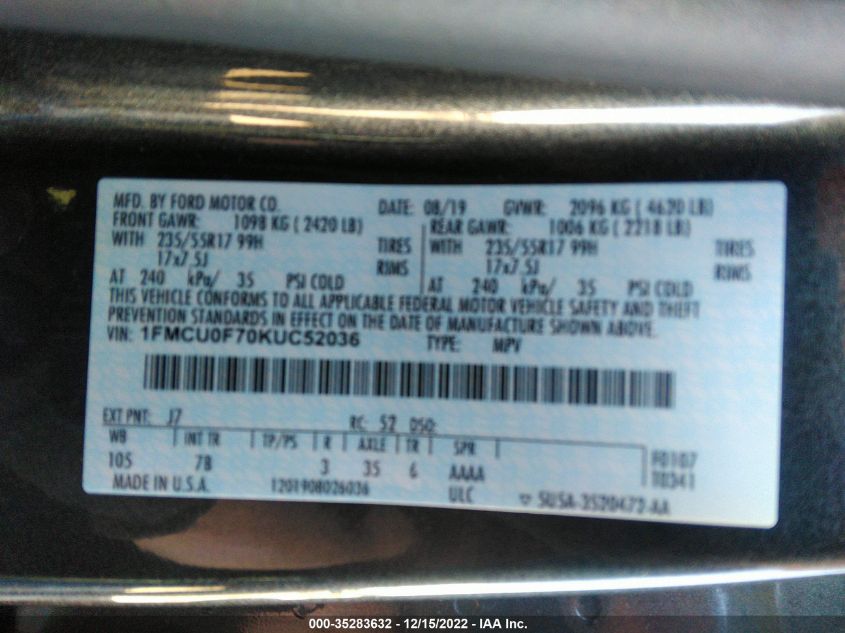 MFD. BY FORD MOTOR CO. DATE: 08/19 GVWR: 2096 KG ( 4620 LB)
FRONT GAWR: 1098 KG ( 2420 LB) REAR GAWR: 1006 KG ( 2218 LB)
WITH 235/55R17 99H TIRES WITH 235/55R17 99H TIRES
17x7.5J RIMS 17x7.5J RIMS
AT 240 kPa/ 35 PSI COLD AT 240 kPa/ 35 PSI COLD
THIS VEHICLE CONFORMS TO ALL APPLICABLE FEDERAL MOTOR VEHICLE SAFETY AND THEFT
PREVENTION STANDARDS IN EFFECT ON THE DATE OF MANUFACTURE SHOWN ABOVE.
VIN: 1FMCU0F70KUC52036 TYPE: MPV
EXT PNT: J7 RC: 52 DSO:
WB INT TR TP/PS R AXLE TR SPR
105 7B 3 35 6 AAAA F0107
T0341
MADE IN U.S.A. 1201908026036 ULC 5U5A-3520472-AA
000-35283632 - 12/15/2022 - IAA Inc.